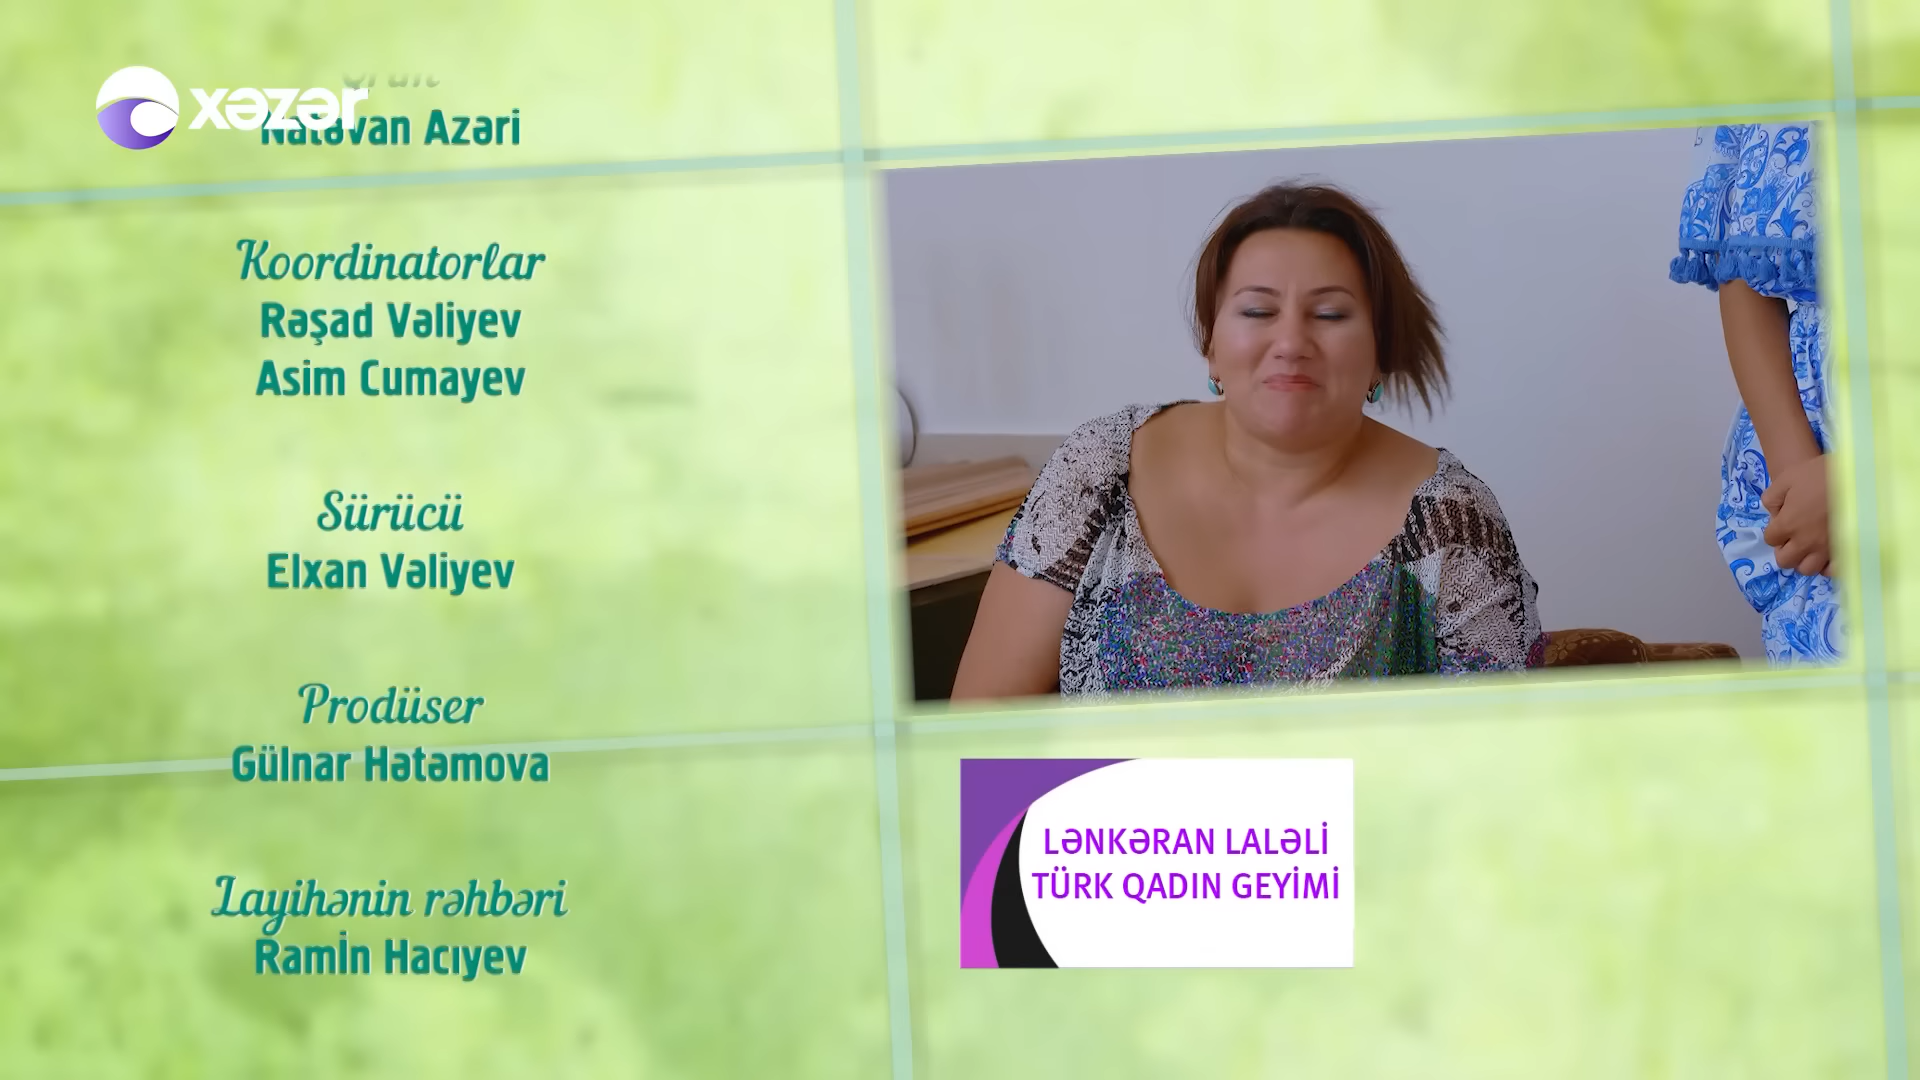 xəzər
Natəvan Azəri
Koordinatorlar
Rəşad Vəliyev
Asim Cumayev
Sürücü
Elxan Vəliyev
Prodüser
Gülnar Hətəmova
Layihənin rəhbəri
Ramin Hacıyev
LƏNKƏRAN LALƏLİ
TÜRK QADIN GEYİMİ